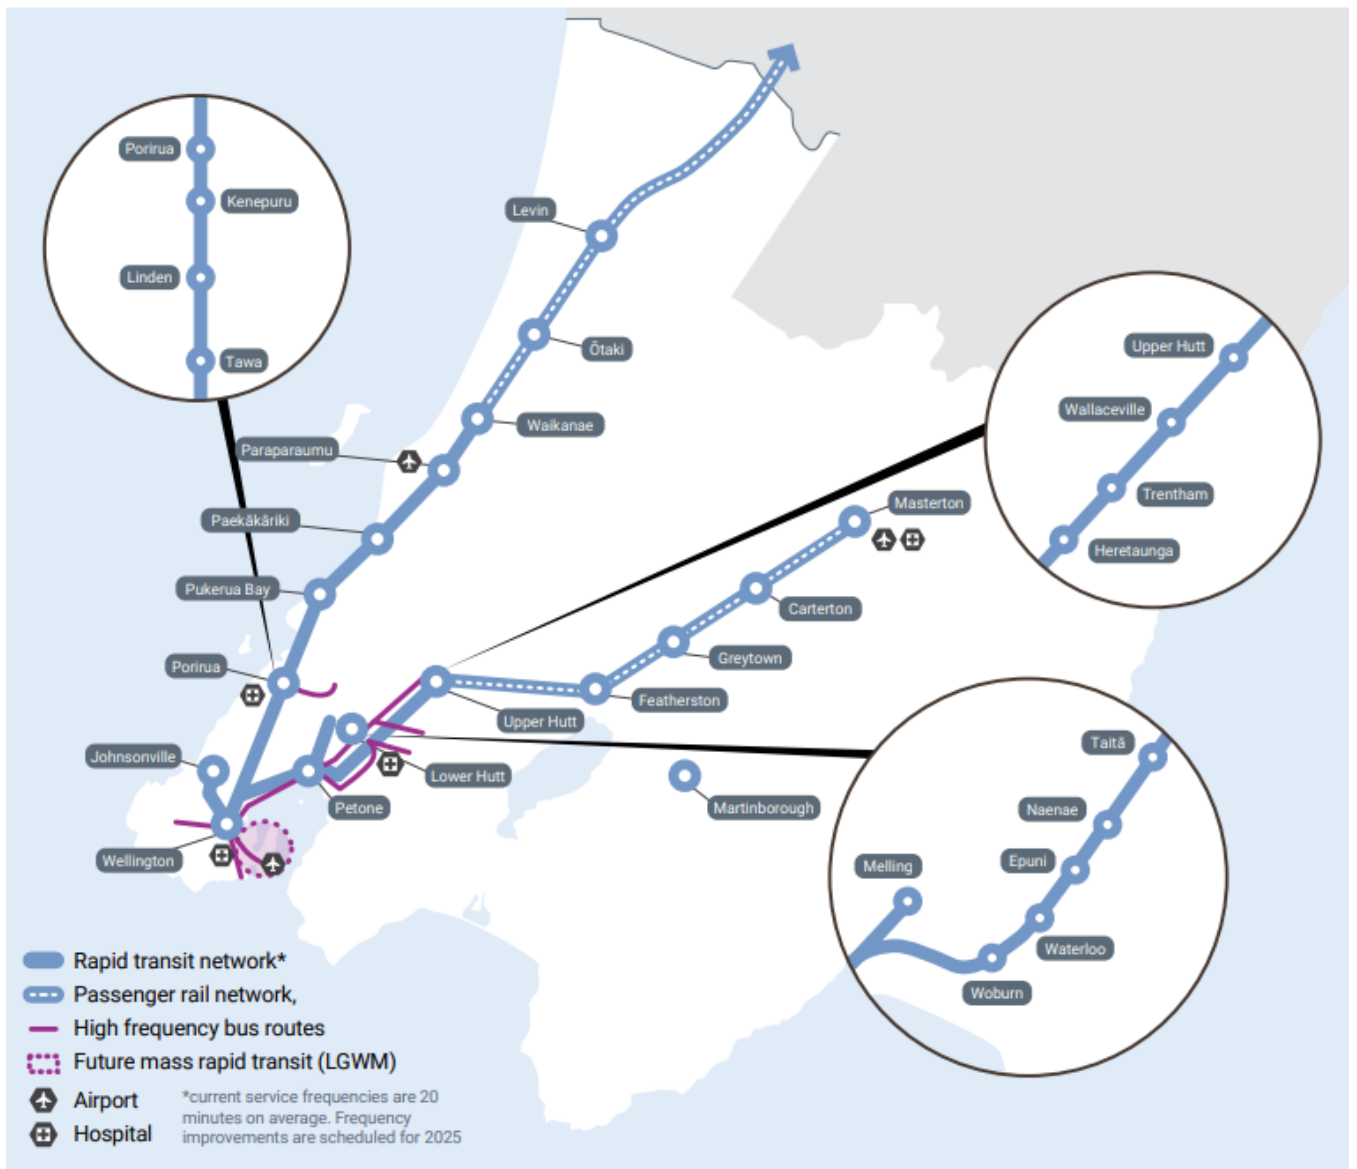 Porirua
Kenepuru
Linden
Tawa
Levin
Ōtaki
Waikanae
Paraparaumu
Paekākāriki
Pukerua Bay
Porirua
Johnsonville
Wellington
Petone
Lower Hutt
Upper Hutt
Featherston
Greytown
Carterton
Masterton
Martinborough
Upper Hutt
Wallaceville
Trentham
Heretaunga
Taitā
Naenae
Epuni
Melling
Waterloo
Woburn
Rapid transit network*
Passenger rail network,
High frequency bus routes
Future mass rapid transit (LGWM)
Airport
Hospital
*current service frequencies are 20
minutes on average. Frequency
improvements are scheduled for 2025